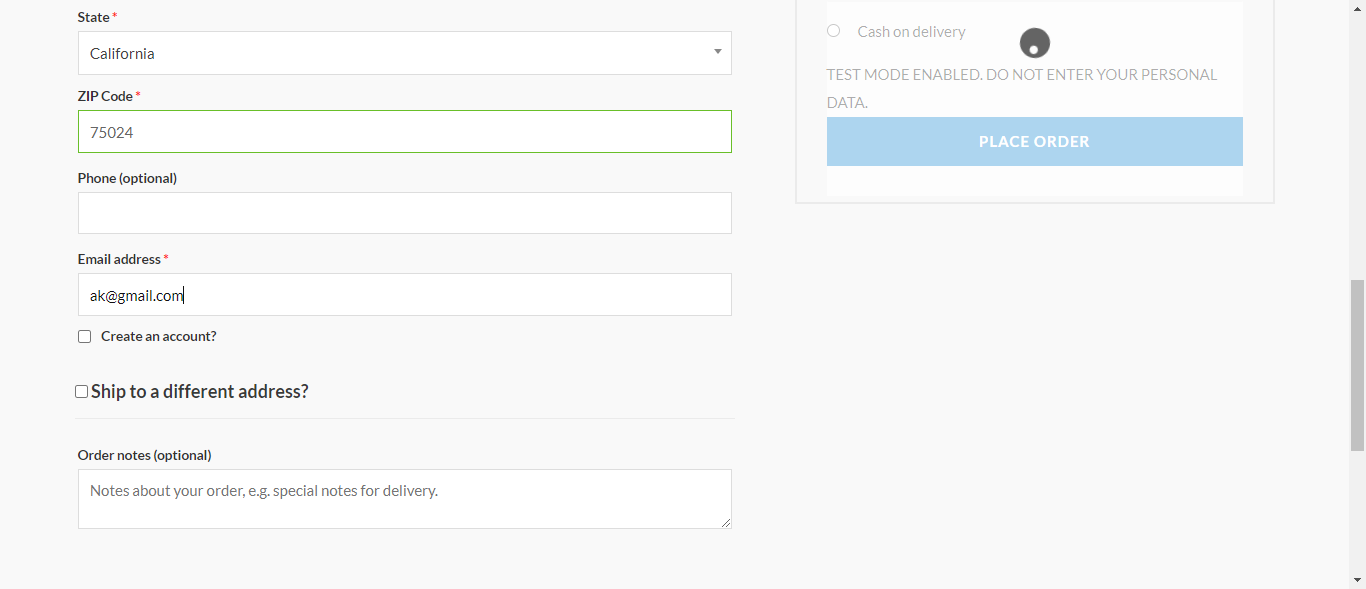 State *
California
ZIP Code *
75024
Phone (optional)
Email address *
ak@gmail.com
Create an account?
Ship to a different address?
Order notes (optional)
Notes about your order, e.g. special notes for delivery.
Cash on delivery
TEST MODE ENABLED. DO NOT ENTER YOUR PERSONAL
DATA.
PLACE ORDER